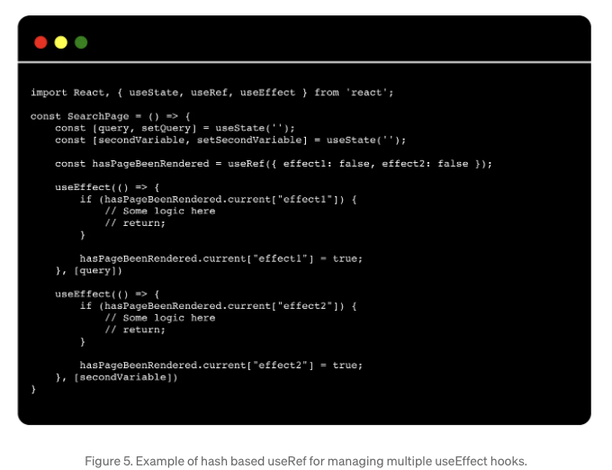 import React, { useState, useRef, useEffect } from 'react';
const SearchPage = () => {
const [query, setQuery] = useState('');
const [secondVariable, setSecondVariable] = useState('');
const hasPageBeenRendered = useRef({ effect1: false, effect2: false });
useEffect(() => {
if (hasPageBeenRendered.current["effect1"]) {
// Some logic here
// return;
}
hasPageBeenRendered.current["effect1"] = true;
}, [query])
useEffect(() => {
if (hasPageBeenRendered.current["effect2"]) {
// Some logic here
// return;
}
hasPageBeenRendered.current["effect2"] = true;
}, [secondVariable])
}
Figure 5. Example of hash based useRef for managing multiple useEffect hooks.